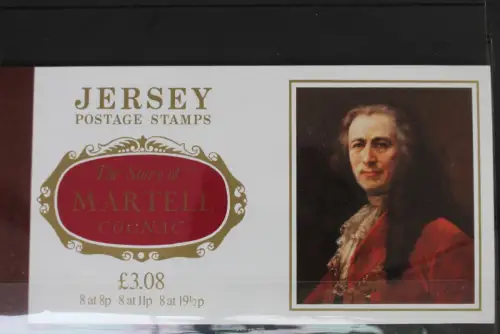 JERSEY
POSTAGE STAMPS
The Story of
MARTELL
COGNAC
£3.08
8 at 8p 8 at 11p 8 at 19½p